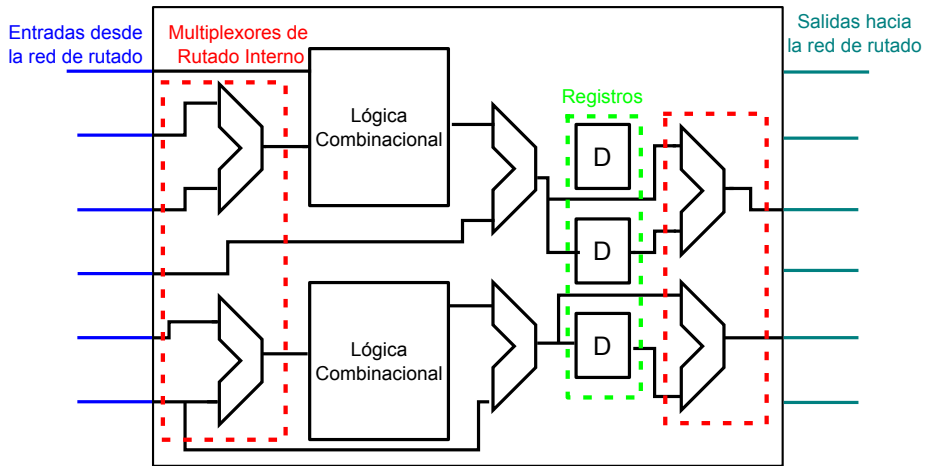 Entradas desde
la red de rutado
Multiplexores de
Rutado Interno
Salidas hacia
la red de rutado
Lógica
Combinacional
Registros
D
D
Lógica
Combinacional
D